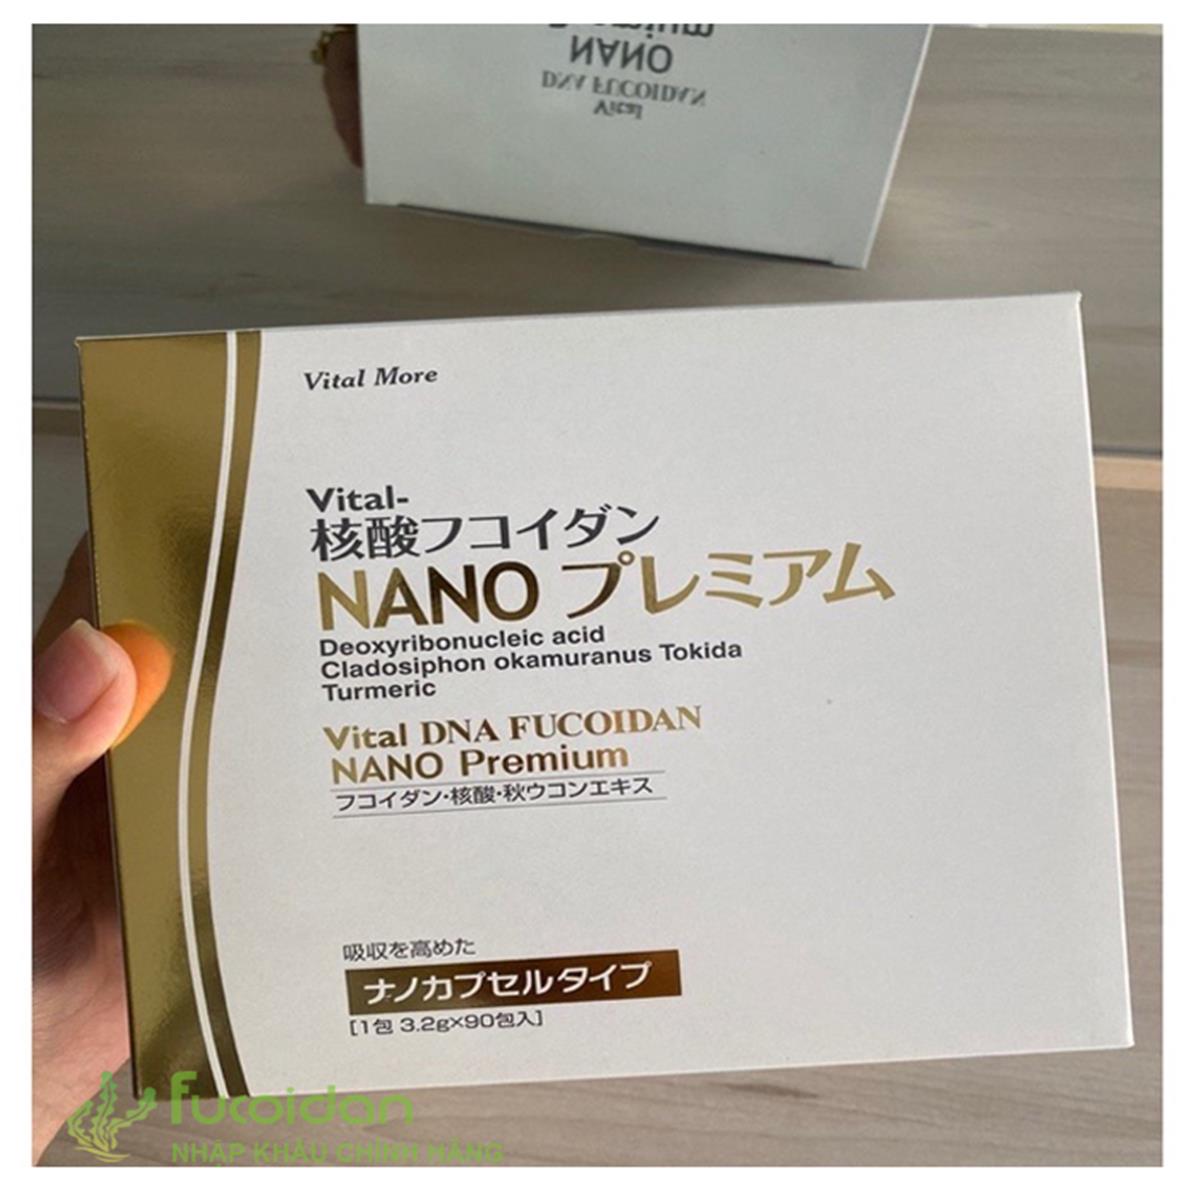 Premium
NANO
DNA FUCOIDAN
Vital
Vital More
Vital-
核酸フコイダン
NANO プレミアム
Deoxyribonucleic acid
Cladosiphon okamuranus Tokida
Turmeric
Vital DNA FUCOIDAN
NANO Premium
フコイダン・核酸・秋ウコンエキス
吸収を高めた
ナノカプセルタイプ
[1包 3.2g×90包入]
fucoidan
NHẬP KHẨU CHÍNH HÃNG